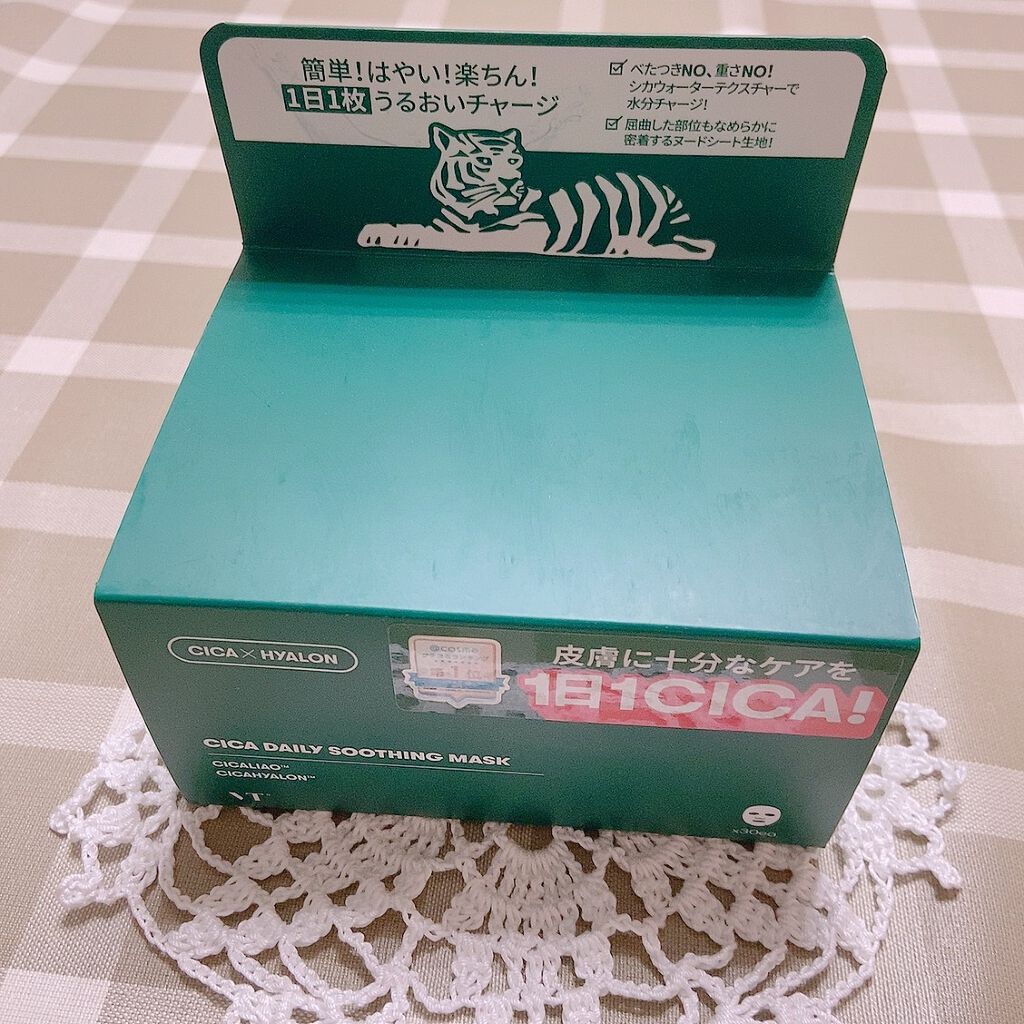 簡単！はやい！楽ちん！
1日1枚うるおいチャージ
べたつきNO、重さNO！
シカウォーターテクスチャーで
水分チャージ！
屈曲した部位もなめらかに
密着するヌードシート生地！
CICA×HYALON
@cosme
1位
皮膚に十分なケアを
1日1CICA!
CICA DAILY SOOTHING MASK
CICALIAO™
CICAHYALON™
VT
x30ea